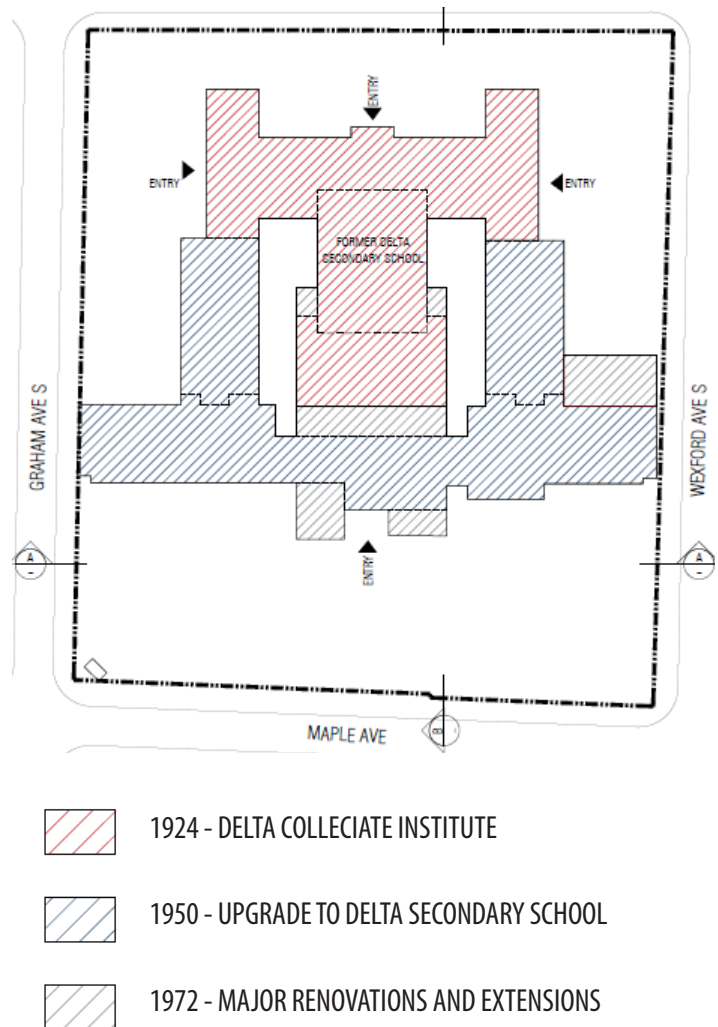 ENTRY
ENTRY
ENTRY
FORMER DELTA
SECONDARY SCHOOL
GRAHAM AVE S
WEXFORD AVE S
A
-
A
-
ENTRY
MAPLE AVE
B
-
1924 - DELTA COLLECIATE INSTITUTE
1950 - UPGRADE TO DELTA SECONDARY SCHOOL
1972 - MAJOR RENOVATIONS AND EXTENSIONS